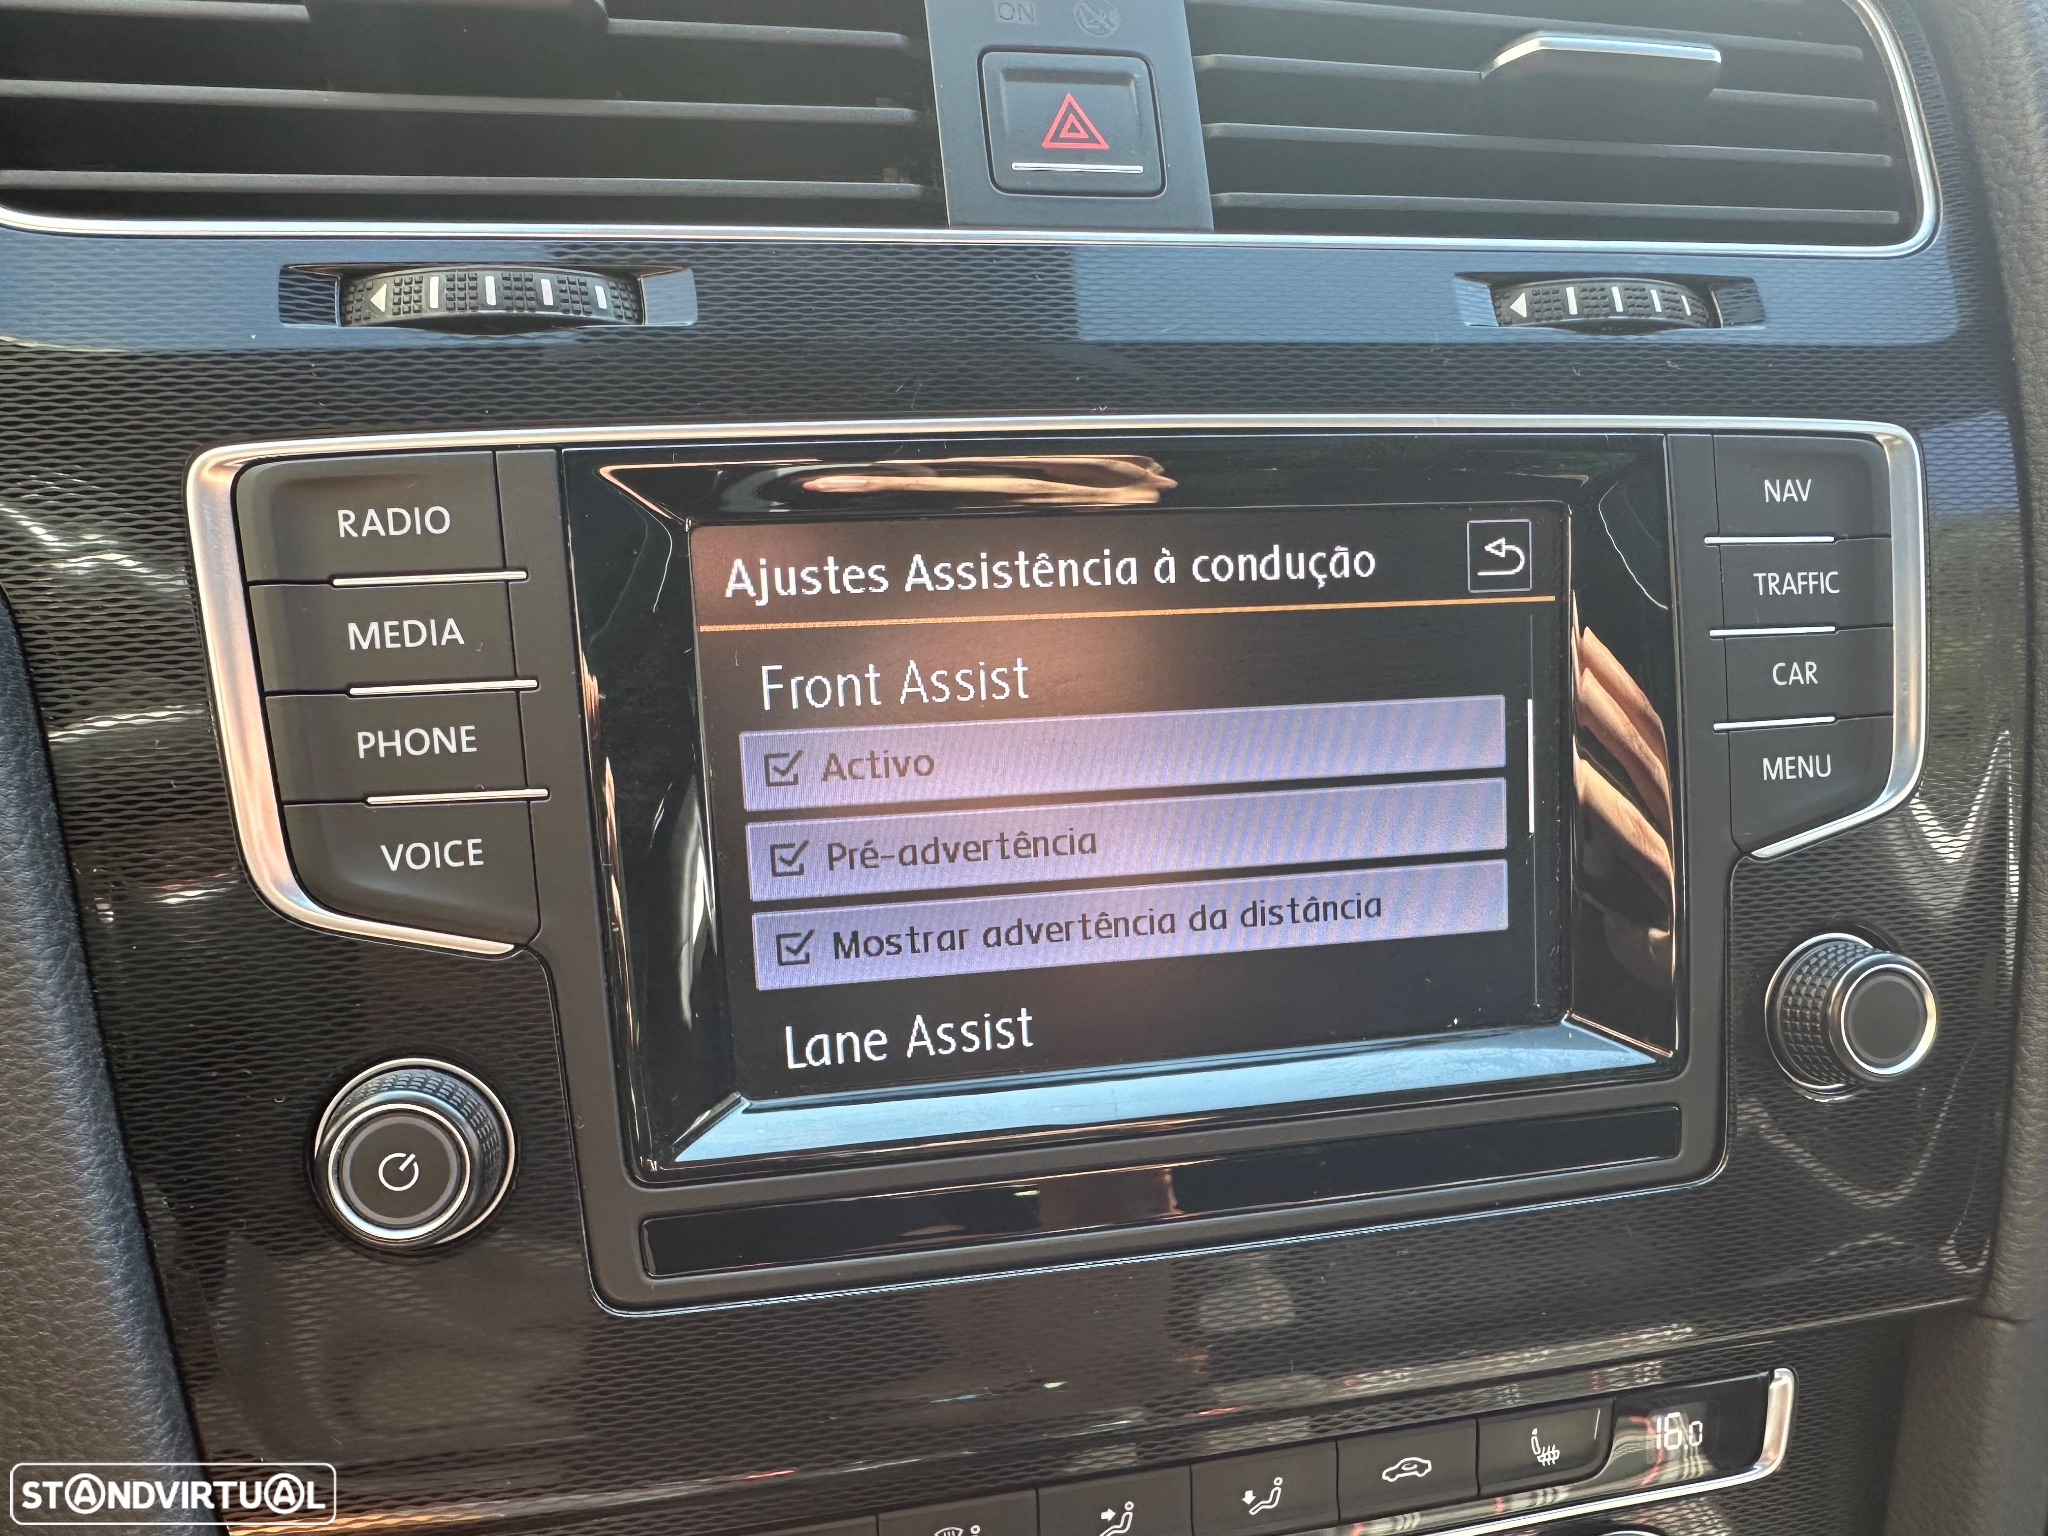 ON
RADIO
MEDIA
PHONE
VOICE
Ajustes Assistência à condução
Front Assist
Activo
Pré-advertência
Mostrar advertência da distância
Lane Assist
NAV
TRAFFIC
CAR
MENU
18.0
STANDVIRTUAL